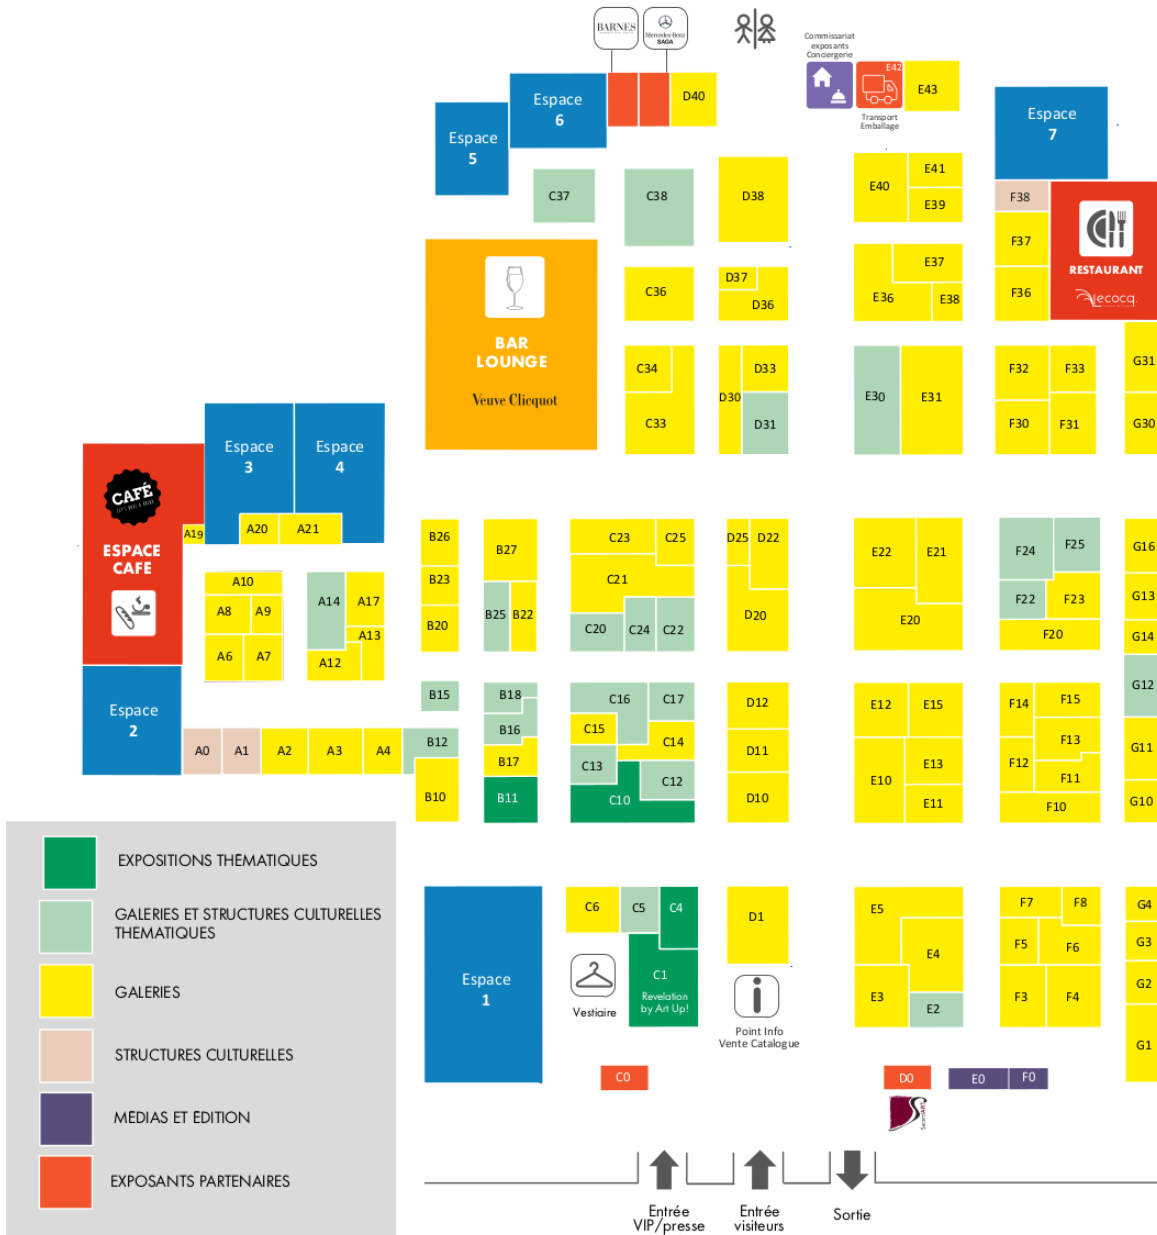 BARNES
Mercedes-Benz
SAGA
Commissariat
exposants
Conciergerie
E42
Transport
Emballage
E43
D40
Espace
6
Espace
5
Espace
7
C37
C38
D38
E40
E41
E39
F38
F37
F36
RESTAURANT
Lecocq
BAR
LOUNGE
Veuve Clicquot
C36
D37
D36
E37
E36
E38
C34
C33
D33
D30
D31
E30
E31
F32
F33
F30
F31
G31
G30
Espace
3
Espace
4
CAFÉ
ESPACE
CAFE
A19
A20
A21
A10
A8
A9
A6
A7
A14
A17
A13
A12
B26
B23
B20
B27
B25
B22
C23
C25
C21
C20
C24
C22
D25
D22
D20
E22
E21
E20
F24
F25
F22
F23
F20
G16
G13
G14
G12
Espace
2
A0
A1
A2
A3
A4
B15
B12
B10
B18
B16
B17
B11
C16
C17
C15
C14
C13
C12
C10
D12
D11
D10
E12
E15
E10
E13
E11
F14
F15
F13
F12
F11
F10
G11
G10
EXPOSITIONS THEMATIQUES
GALERIES ET STRUCTURES CULTURELLES
THEMATIQUES
GALERIES
STRUCTURES CULTURELLES
MEDIAS ET EDITION
EXPOSANTS PARTENAIRES
Espace
1
C6
C5
C4
C1
Revelation
by Art Up!
Vestiaire
D1
Point Info
Vente Catalogue
E5
E4
E3
E2
F7
F8
F5
F6
F3
F4
G4
G3
G2
G1
C0
D0
E0
F0
Entrée
VIP/presse
Entrée
visiteurs
Sortie